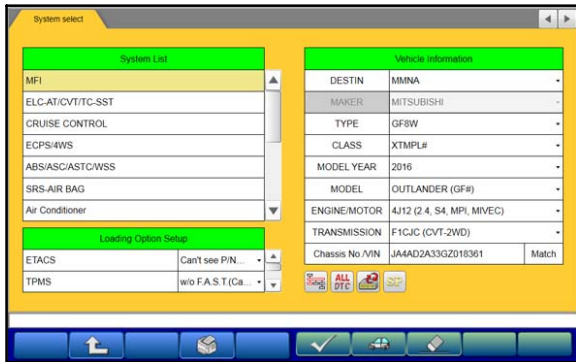 System select
System List
MFI
ELC-AT/CVT/TC-SST
CRUISE CONTROL
ECPS/4WS
ABS/ASC/ASTC/WSS
SRS-AIR BAG
Air Conditioner
Loading Option Setup
ETACS Can't see P/N...
TPMS w/o F.A.S.T.(Ca...
Vehicle Information
DESTIN MMNA
MAKER MITSUBISHI
TYPE GF8W
CLASS XTMPL#
MODEL YEAR 2016
MODEL OUTLANDER (GF#)
ENGINE/MOTOR 4J12 (2.4, S4, MPI, MIVEC)
TRANSMISSION F1CJC (CVT-2WD)
Chassis No./VIN JA4AD2A33GZ018361 Match
ALL
DTC
SP